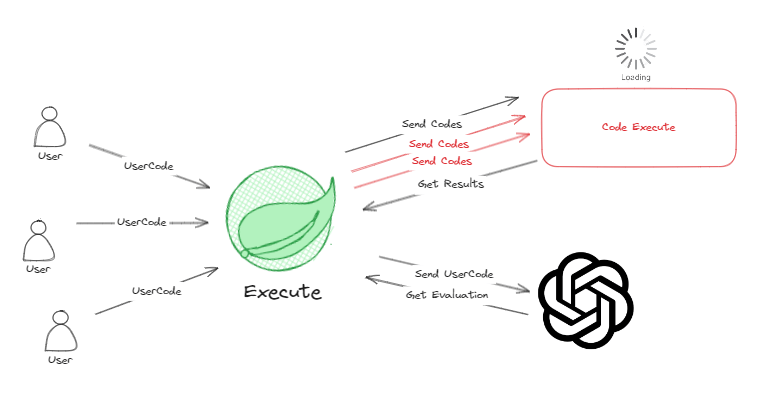 Loading
Code Execute
Send Codes
Send Codes
Send Codes
Get Results
User
UserCode
User
UserCode
User
UserCode
Execute
Send UserCode
Get Evaluation